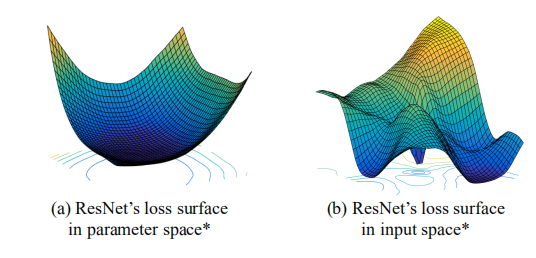 (a) ResNet’s loss surface
in parameter space*
(b) ResNet’s loss surface
in input space*